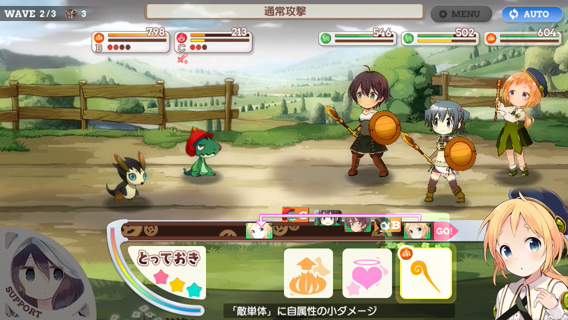 WAVE 2/3 3
通常攻撃
MENU
AUTO
798
213
546
502
604
B
C
B
GO!
とっておき
SUPPORT
「敵単体」に自属性の小ダメージ